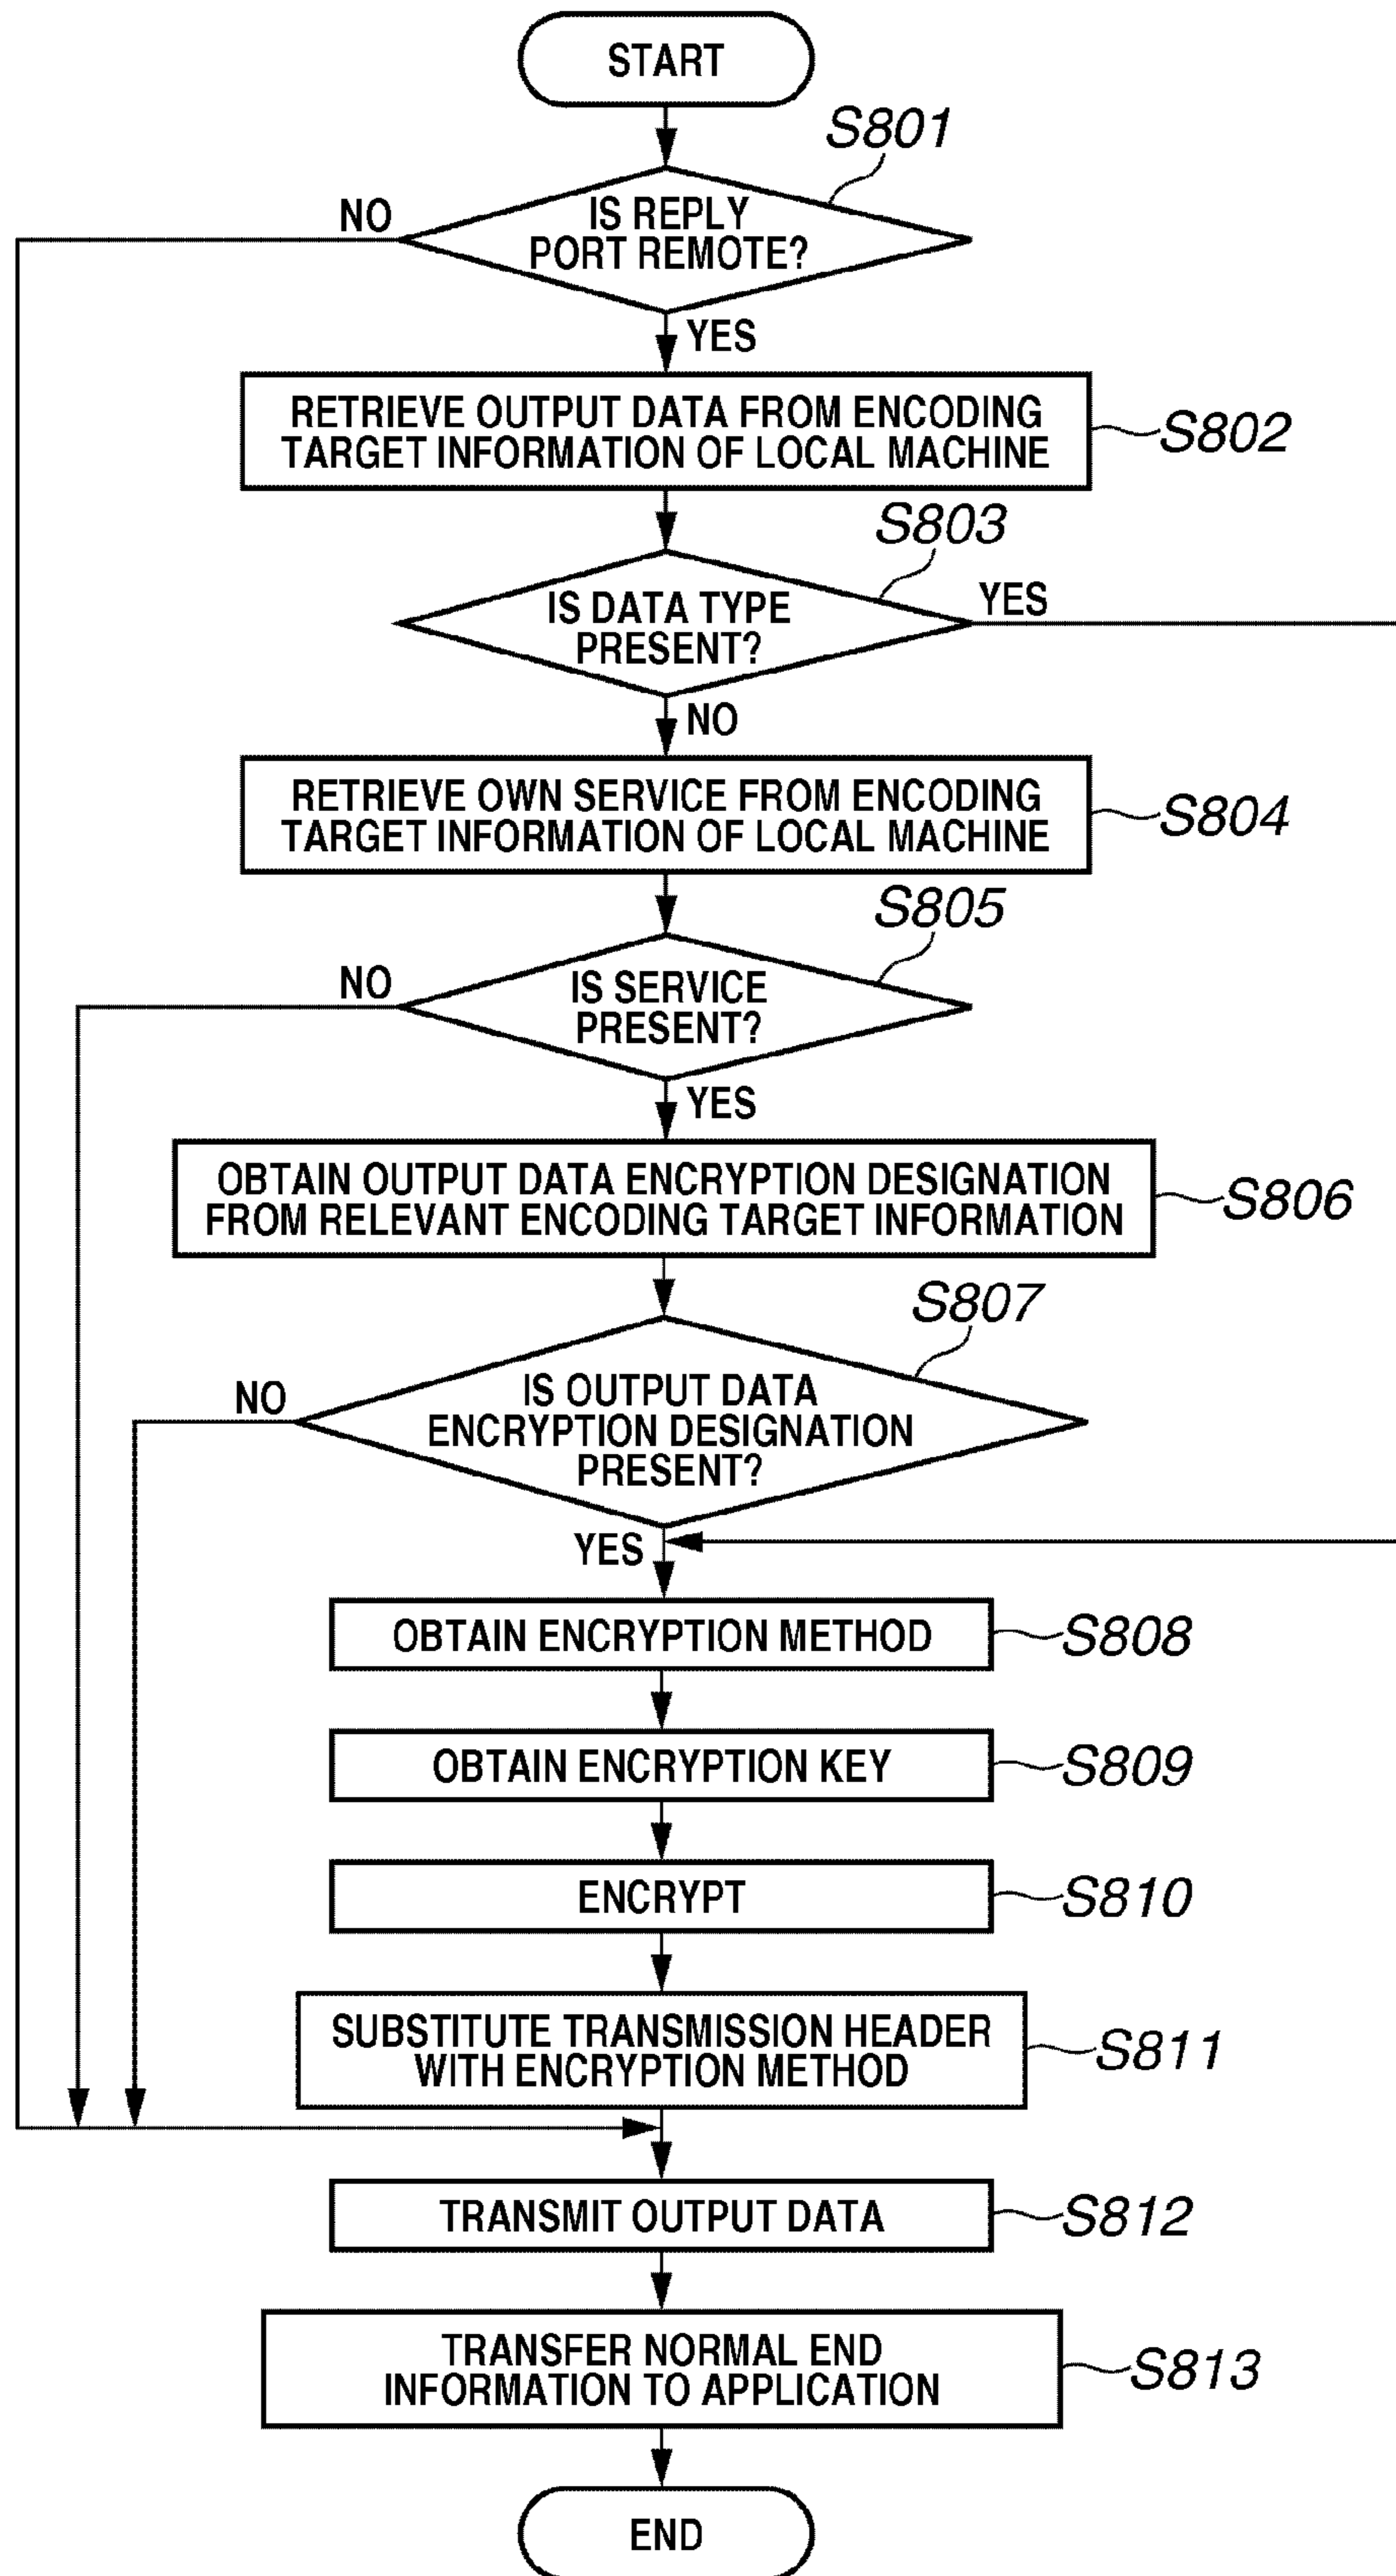 START
S801
NO
IS REPLY
PORT REMOTE?
YES
RETRIEVE OUTPUT DATA FROM ENCODING
TARGET INFORMATION OF LOCAL MACHINE
S802
S803
IS DATA TYPE
PRESENT?
YES
NO
RETRIEVE OWN SERVICE FROM ENCODING
TARGET INFORMATION OF LOCAL MACHINE
S804
S805
NO
IS SERVICE
PRESENT?
YES
OBTAIN OUTPUT DATA ENCRYPTION DESIGNATION
FROM RELEVANT ENCODING TARGET INFORMATION
S806
S807
NO
IS OUTPUT DATA
ENCRYPTION DESIGNATION
PRESENT?
YES
OBTAIN ENCRYPTION METHOD
S808
OBTAIN ENCRYPTION KEY
S809
ENCRYPT
S810
SUBSTITUTE TRANSMISSION HEADER
WITH ENCRYPTION METHOD
S811
TRANSMIT OUTPUT DATA
S812
TRANSFER NORMAL END
INFORMATION TO APPLICATION
S813
END